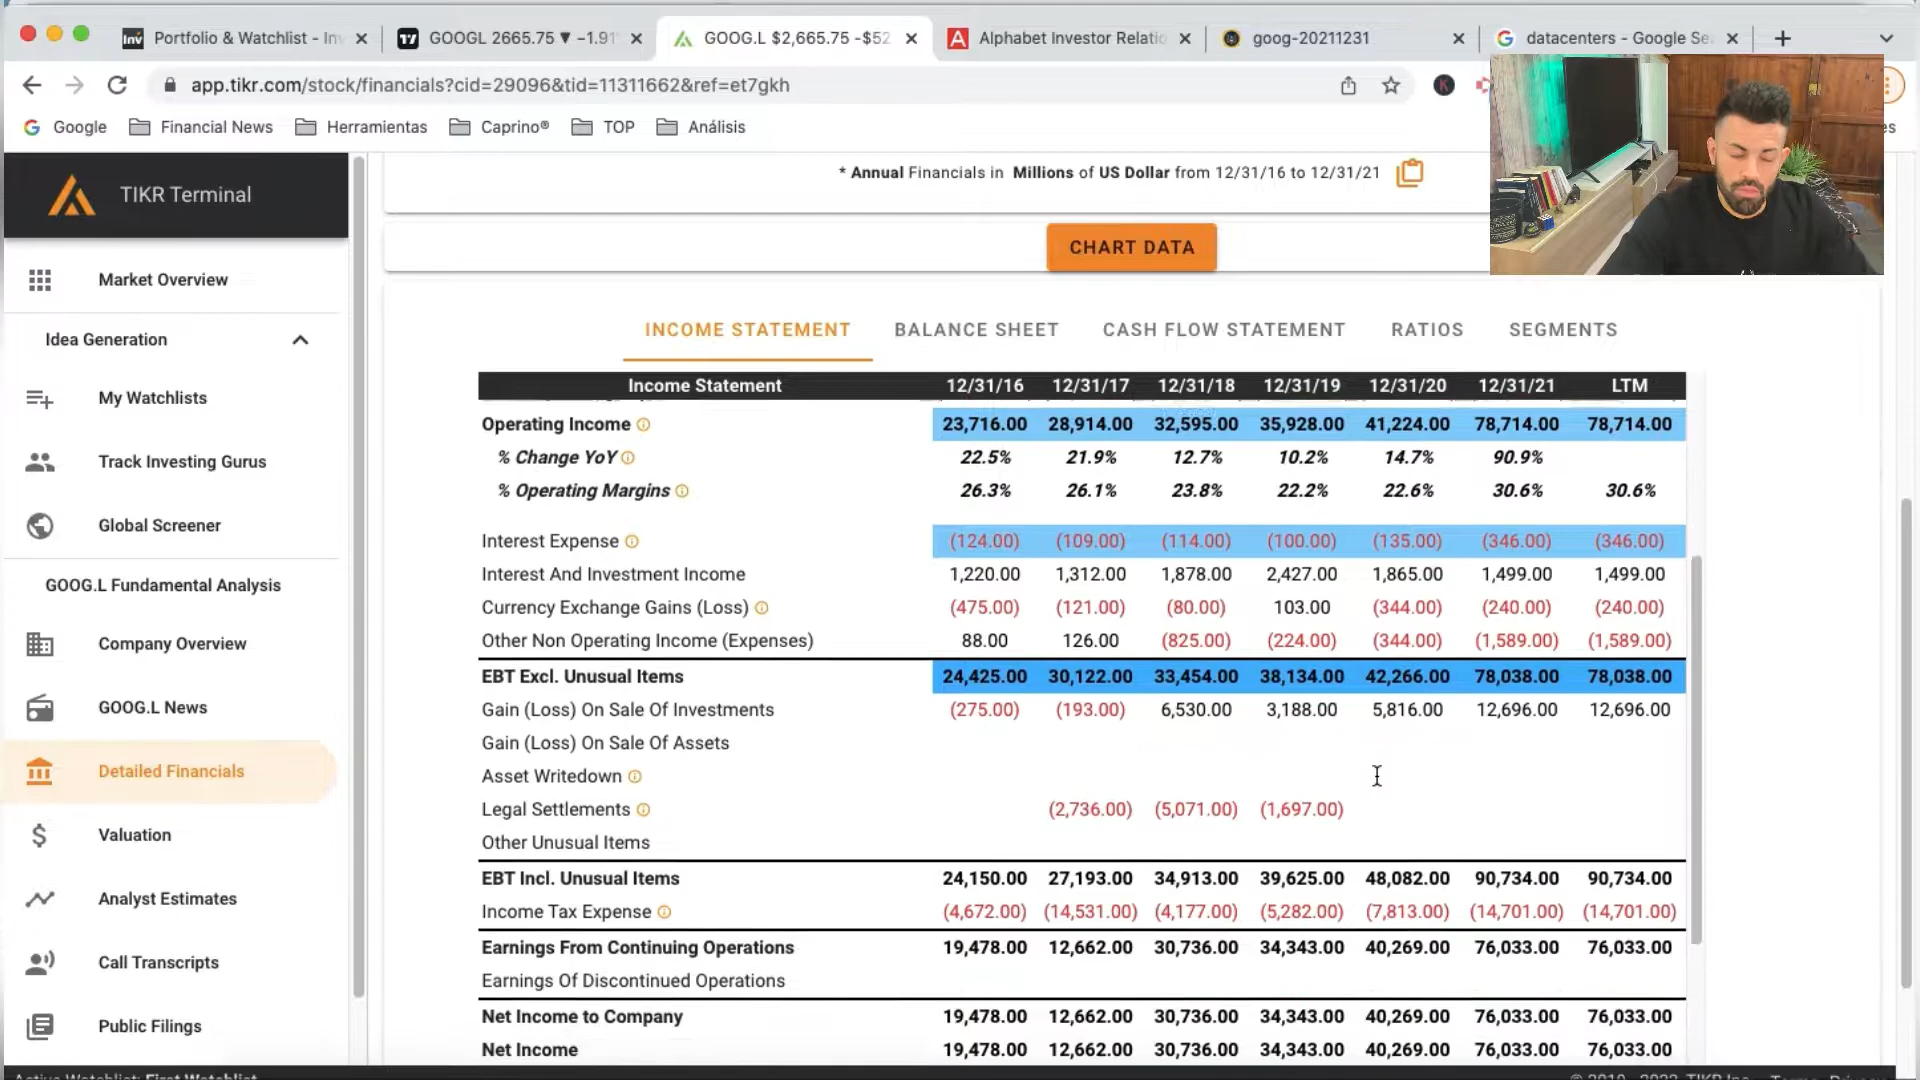 Portfolio & Watchlist - Inv
GOOGL 2665.75 ▼ −1.91%
GOOG.L $2,665.75 -$52
Alphabet Investor Relatio
goog-20211231
datacenters - Google Sea
app.tikr.com/stock/financials?cid=29096&tid=11311662&ref=et7gkh
Google
Financial News
Herramientas
Caprino®
TOP
Análisis
TIKR Terminal
* Annual Financials in Millions of US Dollar from 12/31/16 to 12/31/21
CHART DATA
Market Overview
Idea Generation
My Watchlists
Track Investing Gurus
Global Screener
GOOG.L Fundamental Analysis
Company Overview
GOOG.L News
Detailed Financials
Valuation
Analyst Estimates
Call Transcripts
Public Filings
Active Watchlist: First Watchlist
INCOME STATEMENT BALANCE SHEET CASH FLOW STATEMENT RATIOS SEGMENTS
Income Statement 12/31/16 12/31/17 12/31/18 12/31/19 12/31/20 12/31/21 LTM
Operating Income 23,716.00 28,914.00 32,595.00 35,928.00 41,224.00 78,714.00 78,714.00
% Change YoY 22.5% 21.9% 12.7% 10.2% 14.7% 90.9%
% Operating Margins 26.3% 26.1% 23.8% 22.2% 22.6% 30.6% 30.6%
Interest Expense (124.00) (109.00) (114.00) (100.00) (135.00) (346.00) (346.00)
Interest And Investment Income 1,220.00 1,312.00 1,878.00 2,427.00 1,865.00 1,499.00 1,499.00
Currency Exchange Gains (Loss) (475.00) (121.00) (80.00) 103.00 (344.00) (240.00) (240.00)
Other Non Operating Income (Expenses) 88.00 126.00 (825.00) (224.00) (344.00) (1,589.00) (1,589.00)
EBT Excl. Unusual Items 24,425.00 30,122.00 33,454.00 38,134.00 42,266.00 78,038.00 78,038.00
Gain (Loss) On Sale Of Investments (275.00) (193.00) 6,530.00 3,188.00 5,816.00 12,696.00 12,696.00
Gain (Loss) On Sale Of Assets
Asset Writedown
Legal Settlements (2,736.00) (5,071.00) (1,697.00)
Other Unusual Items
EBT Incl. Unusual Items 24,150.00 27,193.00 34,913.00 39,625.00 48,082.00 90,734.00 90,734.00
Income Tax Expense (4,672.00) (14,531.00) (4,177.00) (5,282.00) (7,813.00) (14,701.00) (14,701.00)
Earnings From Continuing Operations 19,478.00 12,662.00 30,736.00 34,343.00 40,269.00 76,033.00 76,033.00
Earnings Of Discontinued Operations
Net Income to Company 19,478.00 12,662.00 30,736.00 34,343.00 40,269.00 76,033.00 76,033.00
Net Income 19,478.00 12,662.00 30,736.00 34,343.00 40,269.00 76,033.00 76,033.00